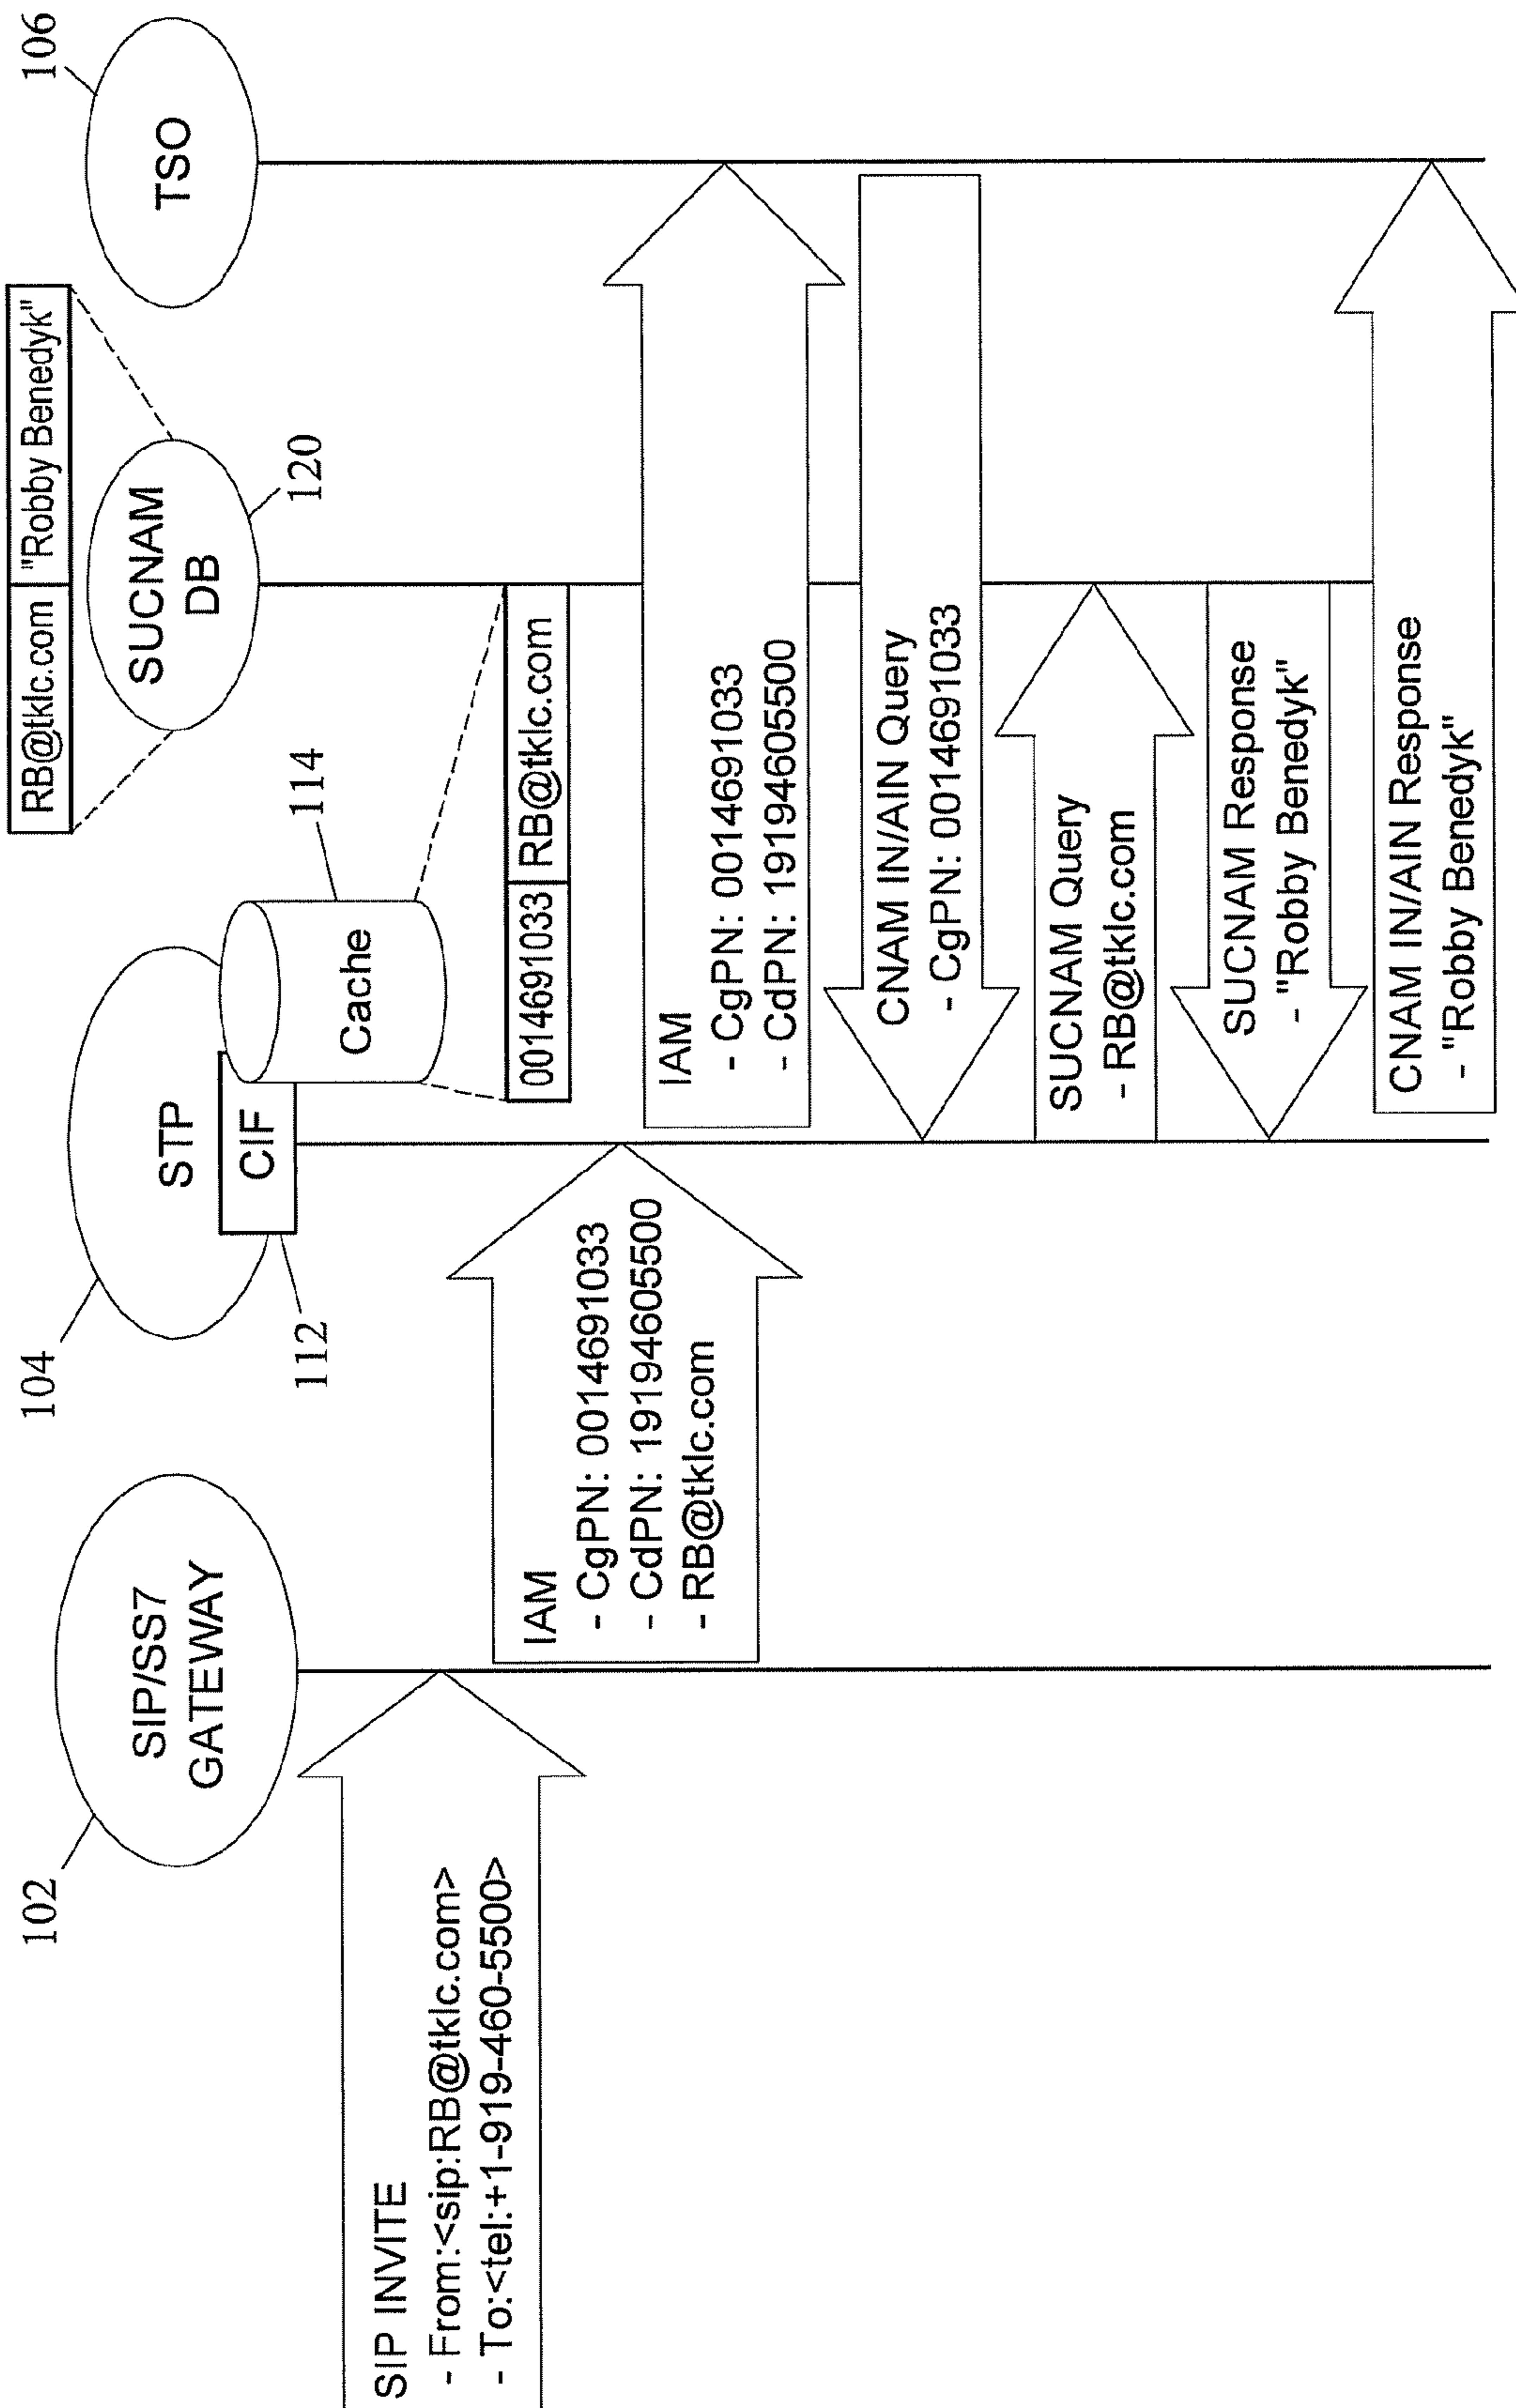 102
SIP/SS7
GATEWAY
104
STP
CIF
112
Cache
114
0014691033 RB@tklc.com
RB@tklc.com "Robby Benedyk"
SUCNAM
DB
120
TSO
106
SIP INVITE
- From:<sip:RB@tklc.com>
- To:<tel:+1-919-460-5500>
IAM
- CgPN: 0014691033
- CdPN: 19194605500
- RB@tklc.com
IAM
- CgPN: 0014691033
- CdPN: 19194605500
CNAM IN/AIN Query
- CgPN: 0014691033
SUCNAM Query
- RB@tklc.com
SUCNAM Response
- "Robby Benedyk"
CNAM IN/AIN Response
- "Robby Benedyk"